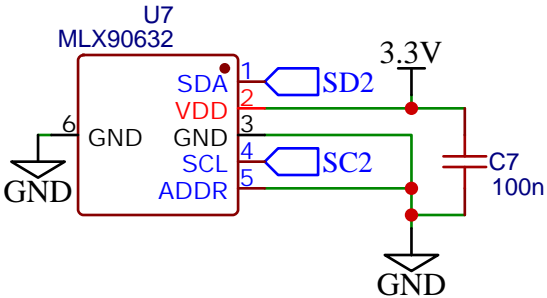 U7
MLX90632
3.3V
SDA 1 SD2
VDD 2
6 GND GND 3
SCL 4 SC2
ADDR 5
GND
C7
100n
GND